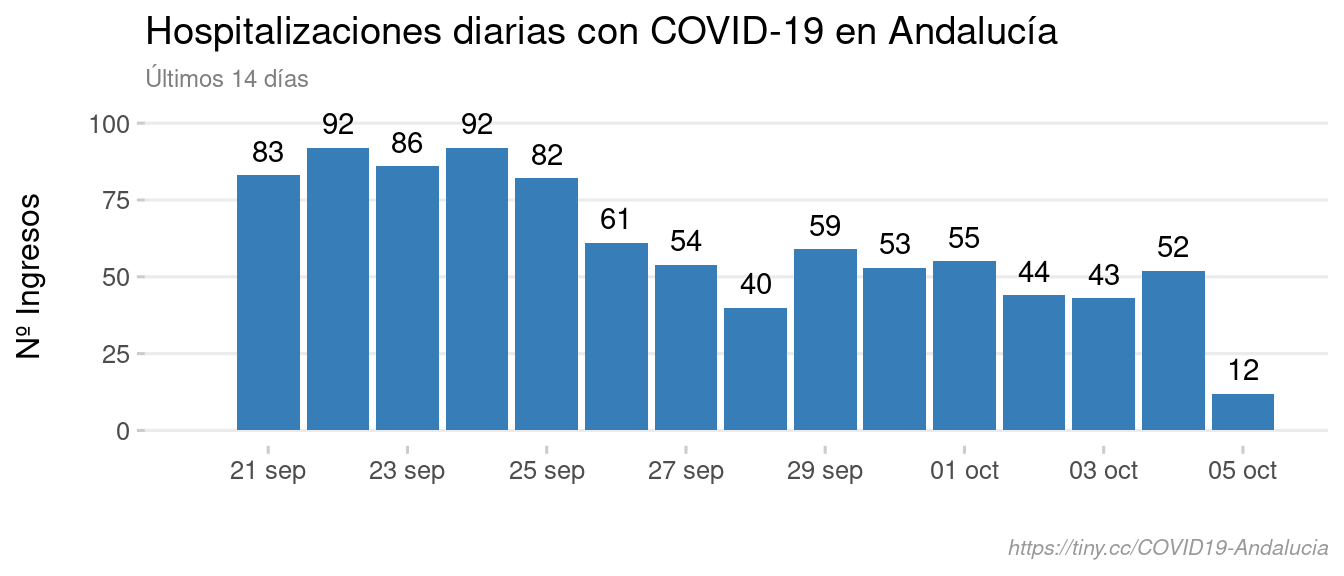 Hospitalizaciones diarias con COVID-19 en Andalucía
Últimos 14 días
Nº Ingresos
100
75
50
25
0
83
92
86
92
82
61
54
40
59
53
55
44
43
52
12
21 sep
23 sep
25 sep
27 sep
29 sep
01 oct
03 oct
05 oct
https://tiny.cc/COVID19-Andalucia